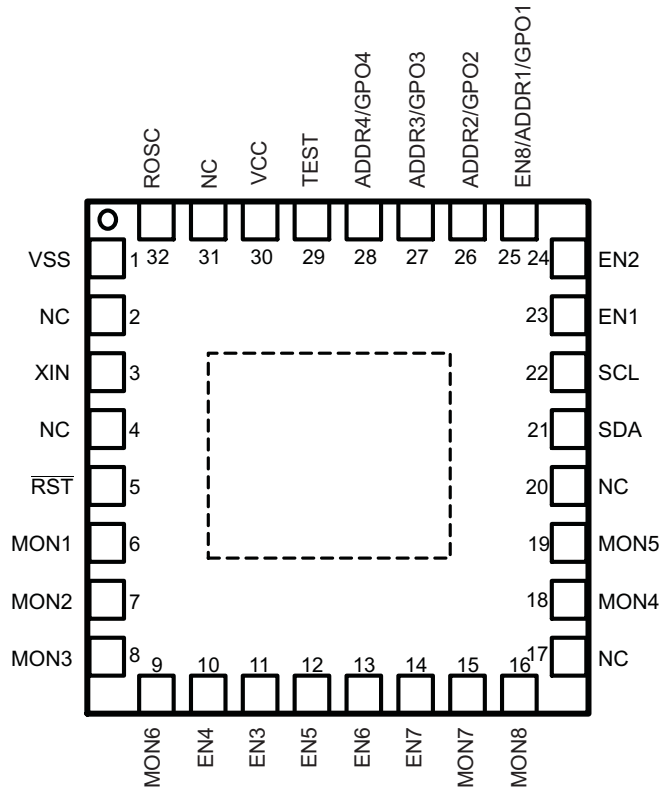 ROSC
NC
VCC
TEST
ADDR4/GPO4
ADDR3/GPO3
ADDR2/GPO2
EN8/ADDR1/GPO1
32 31 30 29 28 27 26 25
VSS 1 24 EN2
NC 2 23 EN1
XIN 3 22 SCL
NC 4 21 SDA
RST 5 20 NC
MON1 6 19 MON5
MON2 7 18 MON4
MON3 8 17 NC
9 10 11 12 13 14 15 16
MON6
EN4
EN3
EN5
EN6
EN7
MON7
MON8